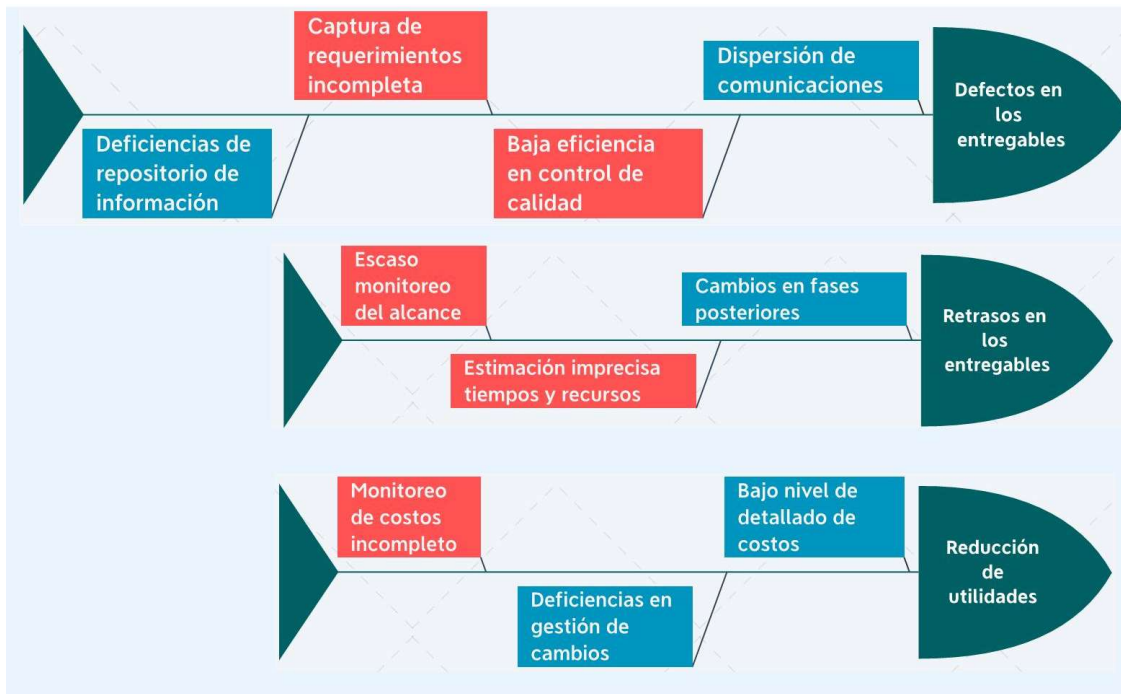 Captura de
requerimientos
incompleta
Dispersión de
comunicaciones
Deficiencias de
repositorio de
información
Baja eficiencia
en control de
calidad
Defectos en
los
entregables
Escaso
monitoreo
del alcance
Cambios en fases
posteriores
Estimación imprecisa
tiempos y recursos
Retrasos en
los
entregables
Monitoreo
de costos
incompleto
Bajo nivel de
detallado de
costos
Deficiencias en
gestión de
cambios
Reducción
de
utilidades